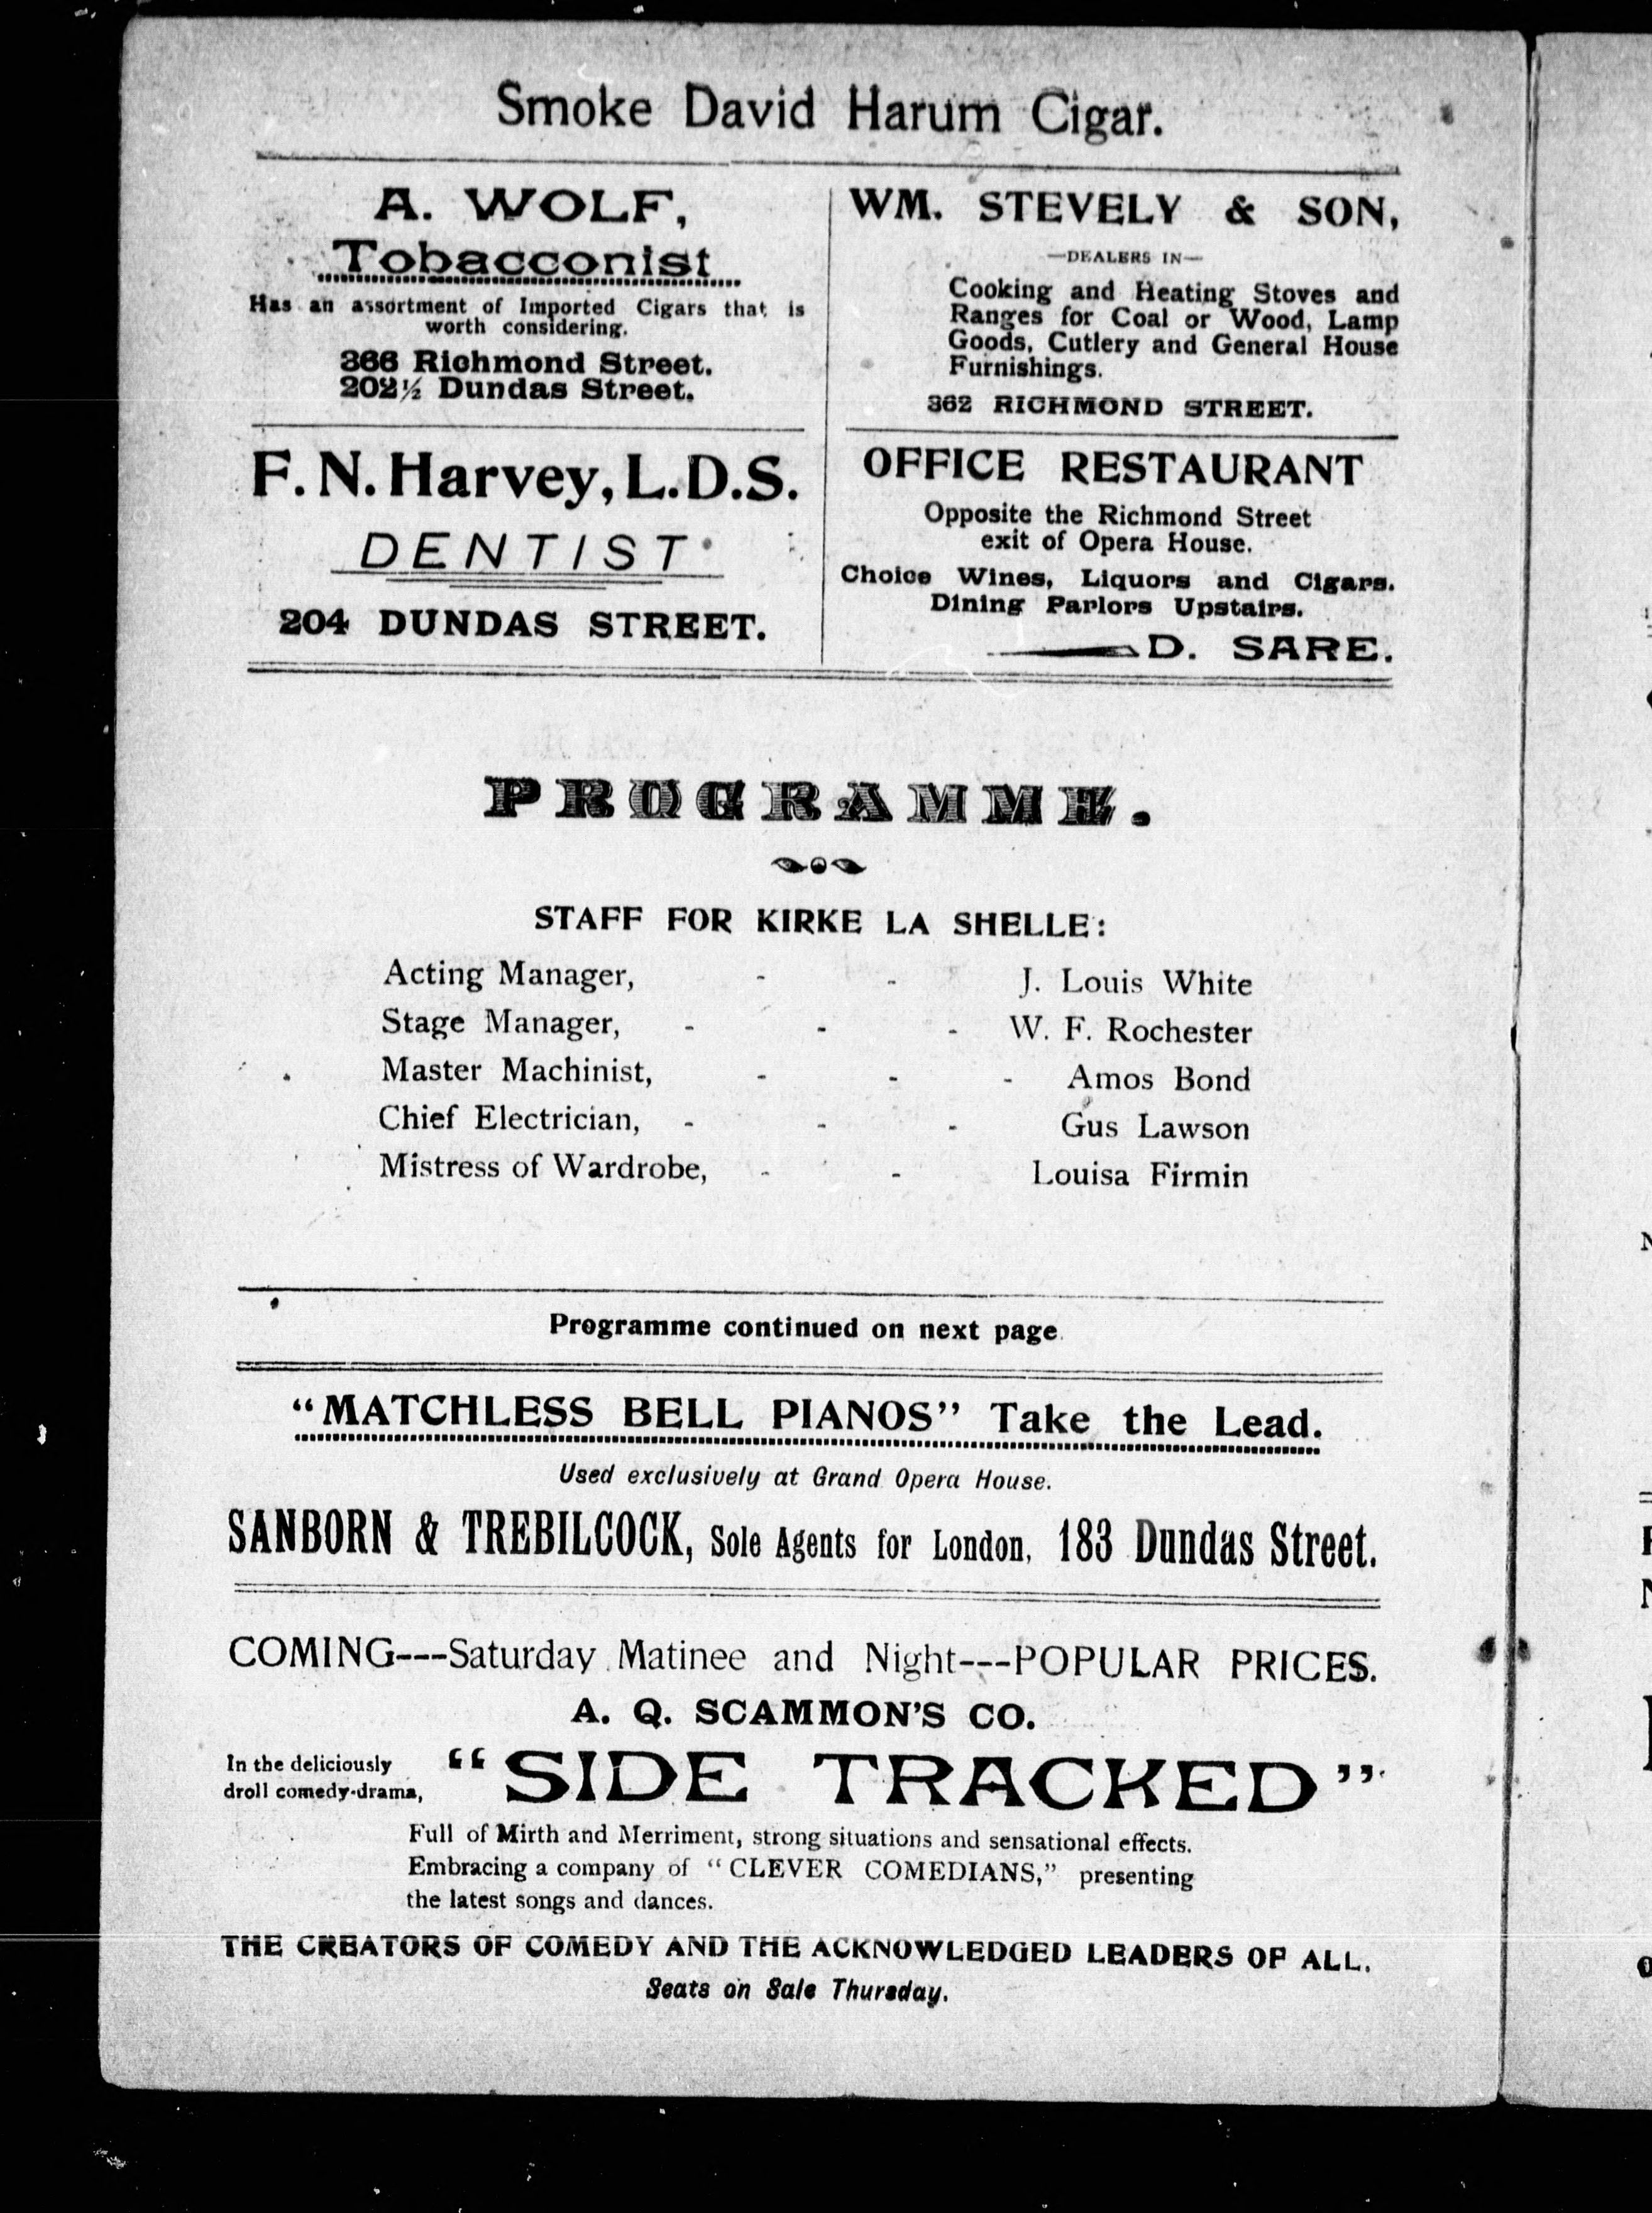 Smoke David Harum Cigar.
A. WOLF,
Tobacconist
Has an assortment of Imported Cigars that is
worth considering.
366 Richmond Street.
202½ Dundas Street.
WM. STEVELY & SON,
—DEALERS IN—
Cooking and Heating Stoves and
Ranges for Coal or Wood, Lamp
Goods, Cutlery and General House
Furnishings.
362 RICHMOND STREET.
F. N. Harvey, L.D.S.
DENTIST
204 DUNDAS STREET.
OFFICE RESTAURANT
Opposite the Richmond Street
exit of Opera House.
Choice Wines, Liquors and Cigars.
Dining Parlors Upstairs.
D. SARE.
PROGRAMME.
STAFF FOR KIRKE LA SHELLE:
Acting Manager, - - J. Louis White
Stage Manager, - - - W. F. Rochester
Master Machinist, - - - Amos Bond
Chief Electrician, - - - Gus Lawson
Mistress of Wardrobe, - - Louisa Firmin
Programme continued on next page
"MATCHLESS BELL PIANOS" Take the Lead.
Used exclusively at Grand Opera House.
SANBORN & TREBILCOCK, Sole Agents for London, 183 Dundas Street.
COMING---Saturday Matinee and Night---POPULAR PRICES.
A. Q. SCAMMON'S CO.
In the deliciously
droll comedy-drama,
"SIDE TRACKED"
Full of Mirth and Merriment, strong situations and sensational effects.
Embracing a company of "CLEVER COMEDIANS," presenting
the latest songs and dances.
THE CREATORS OF COMEDY AND THE ACKNOWLEDGED LEADERS OF ALL.
Seats on Sale Thursday.